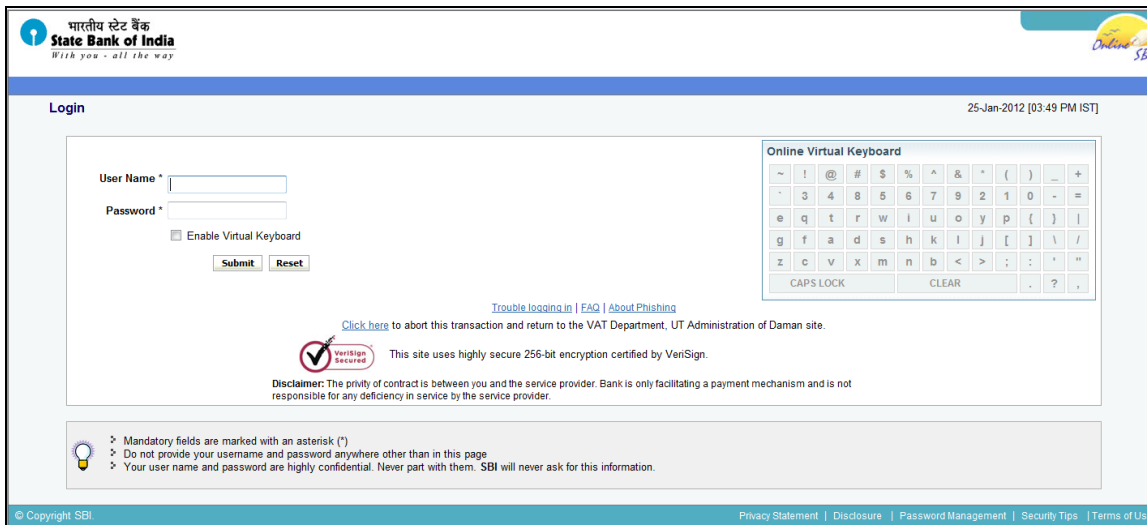 भारतीय स्टेट बैंक
State Bank of India
With you - all the way
Online SB
Login
25-Jan-2012 [03:49 PM IST]
User Name *
Password *
Enable Virtual Keyboard
Submit Reset
Online Virtual Keyboard
~ ! @ # $ % ^ & * ( ) _ +
` 3 4 8 5 6 7 9 2 1 0 - =
e q t r w i u o y p { } |
g f a d s h k l j [ ] \ /
z c v x m n b < > ; : ' "
CAPS LOCK CLEAR . ? ,
Trouble logging in | FAQ | About Phishing
Click here to abort this transaction and return to the VAT Department, UT Administration of Daman site.
VeriSign
Secured
This site uses highly secure 256-bit encryption certified by VeriSign.
Disclaimer: The privity of contract is between you and the service provider. Bank is only facilitating a payment mechanism and is not
responsible for any deficiency in service by the service provider.
Mandatory fields are marked with an asterisk (*)
Do not provide your username and password anywhere other than in this page
Your user name and password are highly confidential. Never part with them. SBI will never ask for this information.
© Copyright SBI.
Privacy Statement | Disclosure | Password Management | Security Tips | Terms of Us